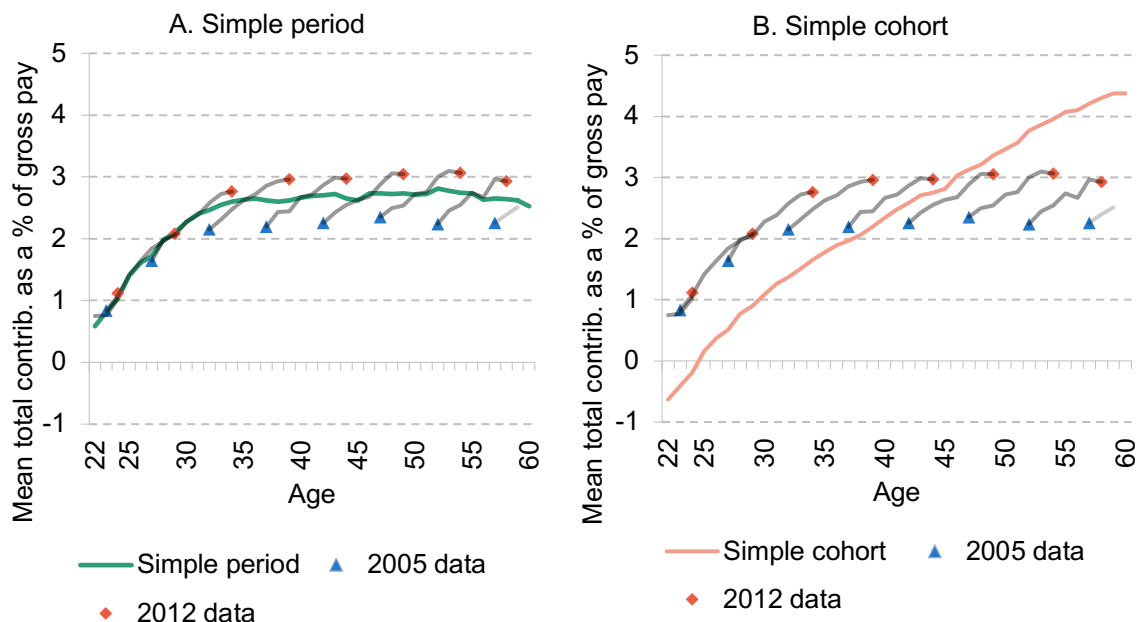 A. Simple period
Mean total contrib. as a % of gross pay
5
4
3
2
1
0
-1
22
25
30
35
40
45
50
55
60
Age
Simple period
2005 data
2012 data
B. Simple cohort
Mean total contrib. as a % of gross pay
5
4
3
2
1
0
-1
22
25
30
35
40
45
50
55
60
Age
Simple cohort
2005 data
2012 data